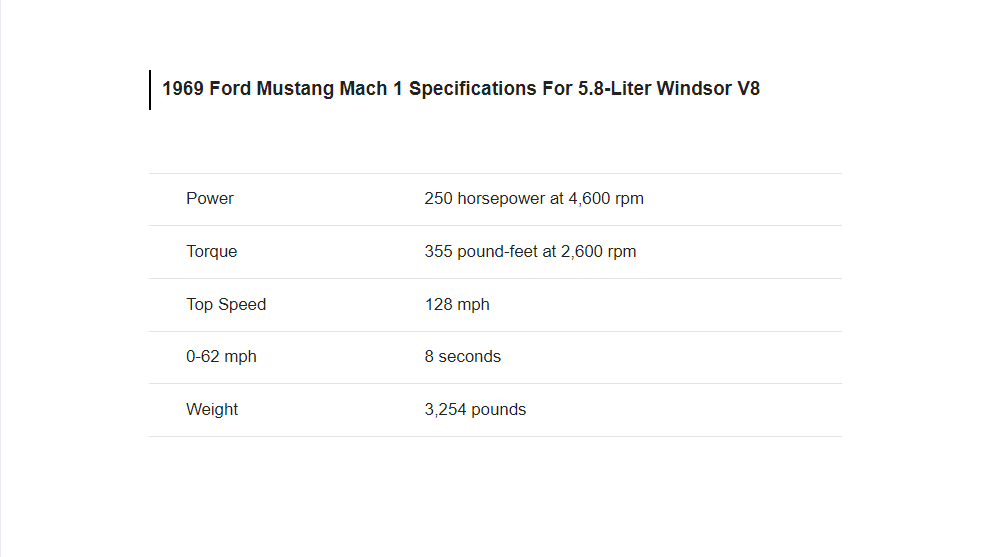 1969 Ford Mustang Mach 1 Specifications For 5.8-Liter Windsor V8
Power 250 horsepower at 4,600 rpm
Torque 355 pound-feet at 2,600 rpm
Top Speed 128 mph
0-62 mph 8 seconds
Weight 3,254 pounds